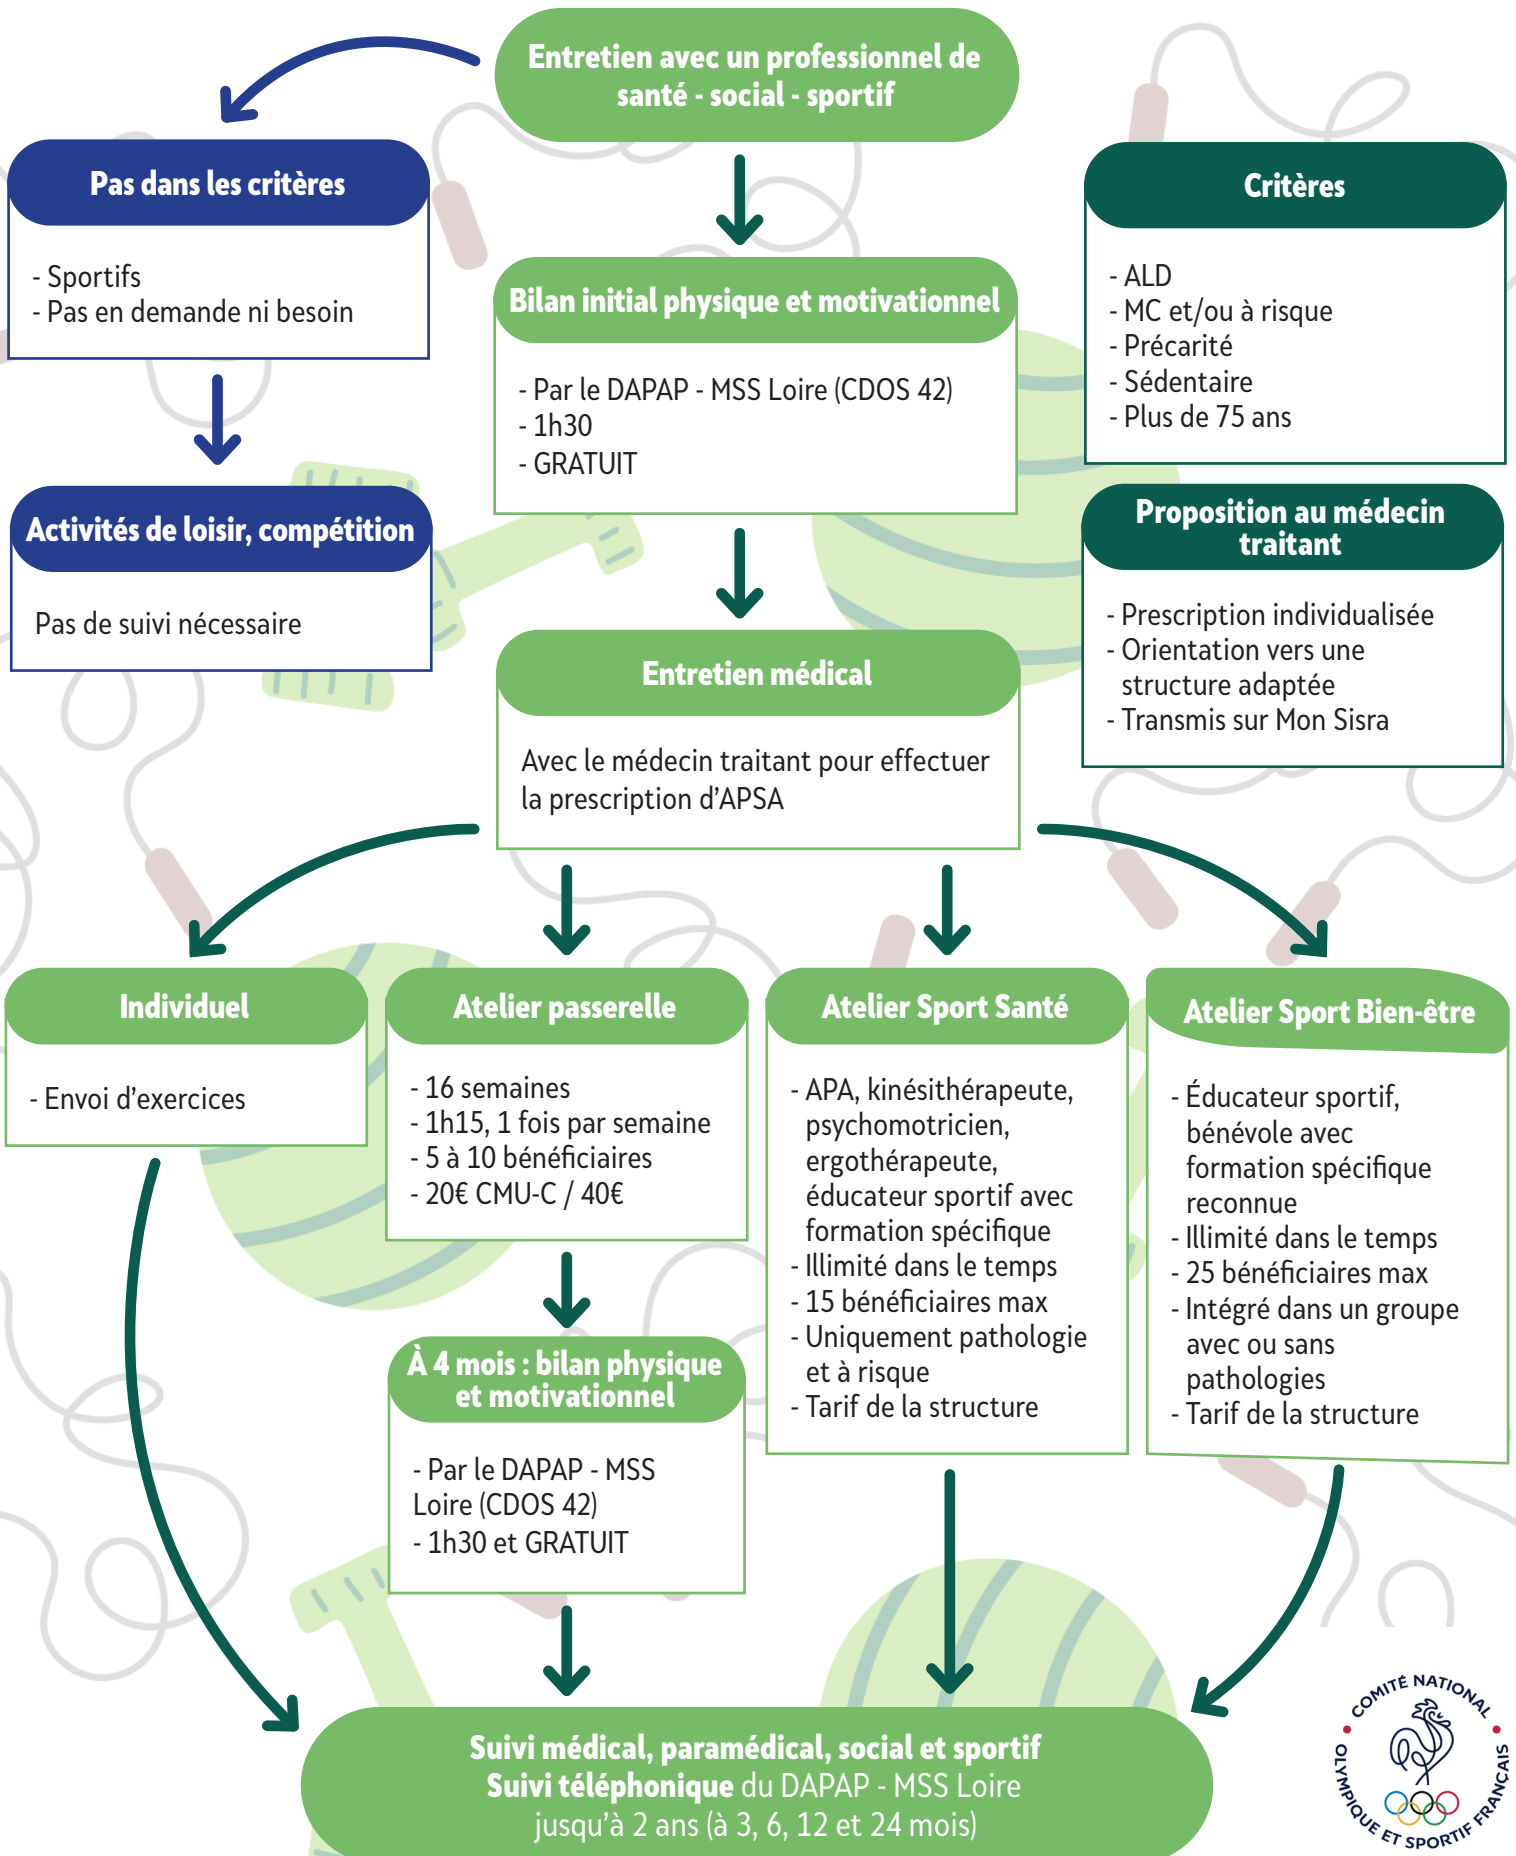 Entretien avec un professionnel de
santé - social - sportif
Pas dans les critères
- Sportifs
- Pas en demande ni besoin
Activités de loisir, compétition
Pas de suivi nécessaire
Bilan initial physique et motivationnel
- Par le DAPAP - MSS Loire (CDOS 42)
- 1h30
- GRATUIT
Critères
- ALD
- MC et/ou à risque
- Précarité
- Sédentaire
- Plus de 75 ans
Proposition au médecin
traitant
- Prescription individualisée
- Orientation vers une
structure adaptée
- Transmis sur Mon Sisra
Entretien médical
Avec le médecin traitant pour effectuer
la prescription d'APSA
Individuel
- Envoi d'exercices
Atelier passerelle
- 16 semaines
- 1h15, 1 fois par semaine
- 5 à 10 bénéficiaires
- 20€ CMU-C / 40€
À 4 mois : bilan physique
et motivationnel
- Par le DAPAP - MSS
Loire (CDOS 42)
- 1h30 et GRATUIT
Atelier Sport Santé
- APA, kinésithérapeute,
psychomotricien,
ergothérapeute,
éducateur sportif avec
formation spécifique
- Illimité dans le temps
- 15 bénéficiaires max
- Uniquement pathologie
et à risque
- Tarif de la structure
Atelier Sport Bien-être
- Éducateur sportif,
bénévole avec
formation spécifique
reconnue
- Illimité dans le temps
- 25 bénéficiaires max
- Intégré dans un groupe
avec ou sans
pathologies
- Tarif de la structure
Suivi médical, paramédical, social et sportif
Suivi téléphonique du DAPAP - MSS Loire
jusqu'à 2 ans (à 3, 6, 12 et 24 mois)
COMITÉ NATIONAL
OLYMPIQUE ET SPORTIF FRANÇAIS